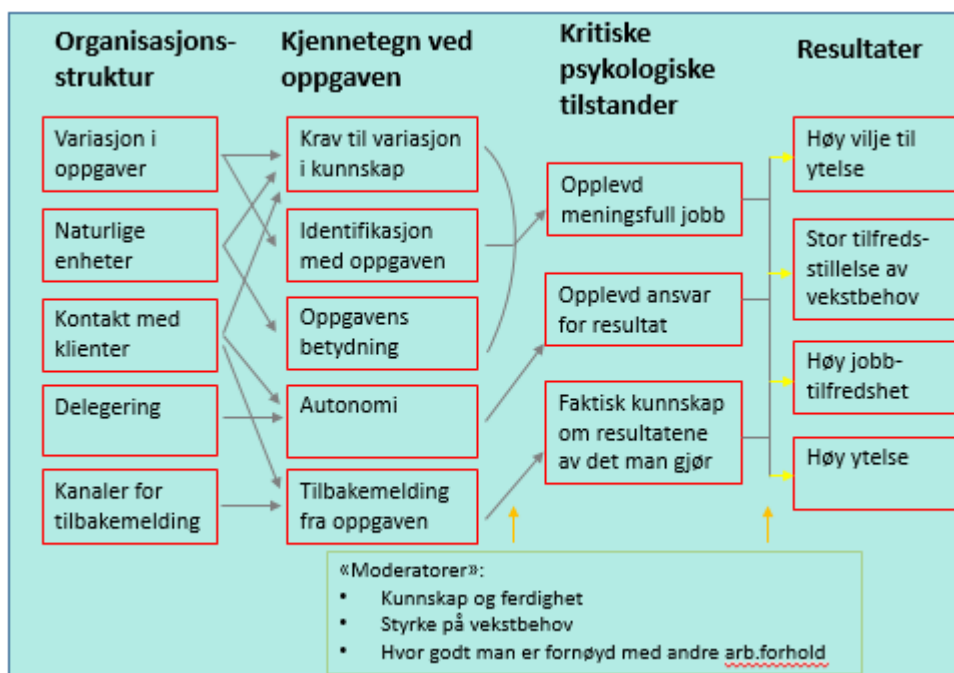 Organisasjons-
struktur
Kjennetegn ved
oppgaven
Kritiske
psykologiske
tilstander
Resultater
Variasjon i
oppgaver
Naturlige
enheter
Kontakt med
klienter
Delegering
Kanaler for
tilbakemelding
Krav til variasjon
i kunnskap
Identifikasjon
med oppgaven
Oppgavens
betydning
Autonomi
Tilbakemelding
fra oppgaven
Opplevd
meningsfull jobb
Opplevd ansvar
for resultat
Faktisk kunnskap
om resultatene
av det man gjør
Høy vilje til
ytelse
Stor tilfreds-
stillelse av
vekstbehov
Høy jobb-
tilfredshet
Høy ytelse
«Moderatorer»:
• Kunnskap og ferdighet
• Styrke på vekstbehov
• Hvor godt man er fornøyd med andre arb.forhold